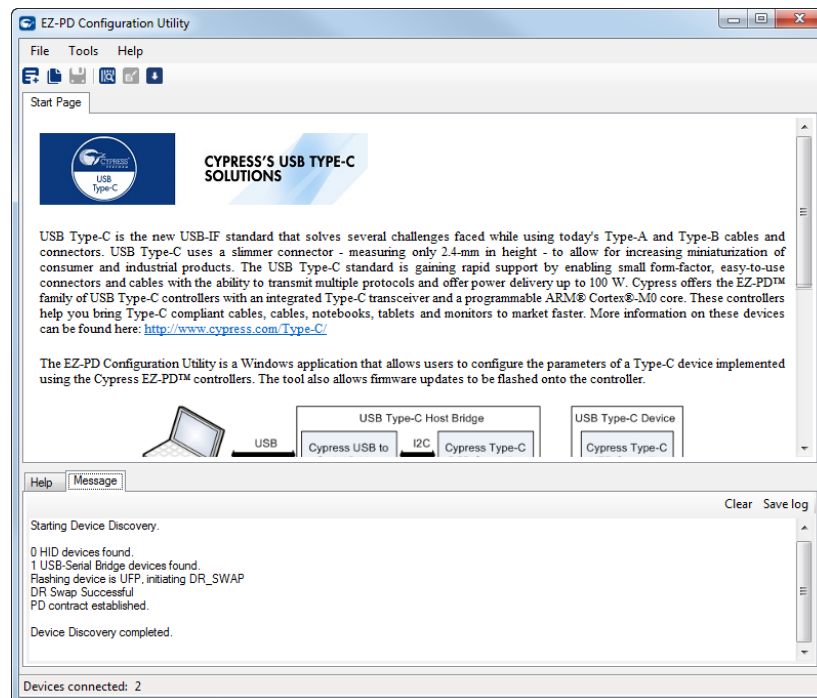 EZ-PD Configuration Utility
File Tools Help
Start Page
CYPRESS
USB
Type-C
CYPRESS'S USB TYPE-C
SOLUTIONS
USB Type-C is the new USB-IF standard that solves several challenges faced while using today's Type-A and Type-B cables and
connectors. USB Type-C uses a slimmer connector - measuring only 2.4-mm in height - to allow for increasing miniaturization of
consumer and industrial products. The USB Type-C standard is gaining rapid support by enabling small form-factor, easy-to-use
connectors and cables with the ability to transmit multiple protocols and offer power delivery up to 100 W. Cypress offers the EZ-PD™
family of USB Type-C controllers with an integrated Type-C transceiver and a programmable ARM® Cortex®-M0 core. These controllers
help you bring Type-C compliant cables, cables, notebooks, tablets and monitors to market faster. More information on these devices
can be found here: http://www.cypress.com/Type-C/
The EZ-PD Configuration Utility is a Windows application that allows users to configure the parameters of a Type-C device implemented
using the Cypress EZ-PD™ controllers. The tool also allows firmware updates to be flashed onto the controller.
USB Type-C Host Bridge USB Type-C Device
USB Cypress USB to I2C Cypress Type-C Cypress Type-C
Help Message
Clear Save log
Starting Device Discovery.
0 HID devices found.
1 USB-Serial Bridge devices found.
Flashing device is UFP, initiating DR_SWAP
DR Swap Successful
PD contract established.
Device Discovery completed.
Devices connected: 2